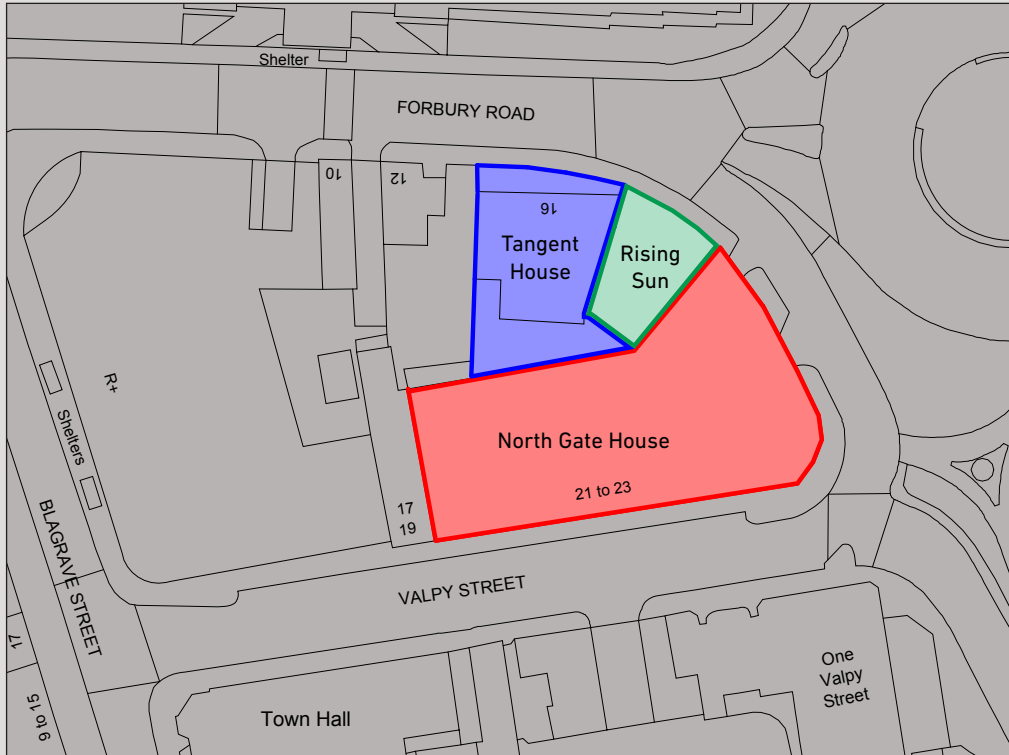 Shelter
FORBURY ROAD
10
12
16
Tangent
House
Rising
Sun
R+
Shelters
North Gate House
21 to 23
17
19
BLAGRAVE STREET
VALPY STREET
17
9 to 15
Town Hall
One
Valpy
Street